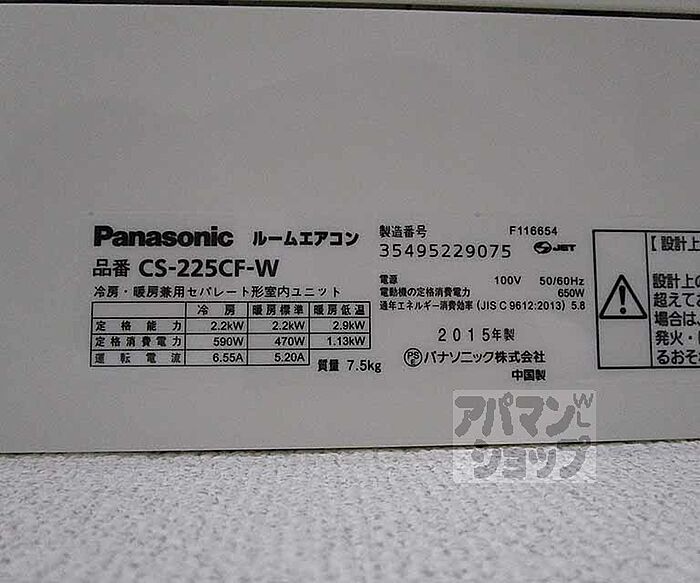 Panasonic ルームエアコン
品番 CS-225CF-W
冷房・暖房兼用セパレート形室内ユニット
冷房 暖房標準 暖房低温
定格能力 2.2kW 2.2kW 2.9kW
定格消費電力 590W 470W 1.13kW
運転電流 6.55A 5.20A
質量 7.5kg
製造番号 F116654
35495229075 JET
電源 100V 50/60Hz
電動機の定格消費電力 650W
通年エネルギー消費効率 (JIS C 9612:2013) 5.8
2015年製
PS E パナソニック株式会社
中国製
【設計上
設計上の
超えて
場合は、
発火・
るおそ
アパマン
ショップ